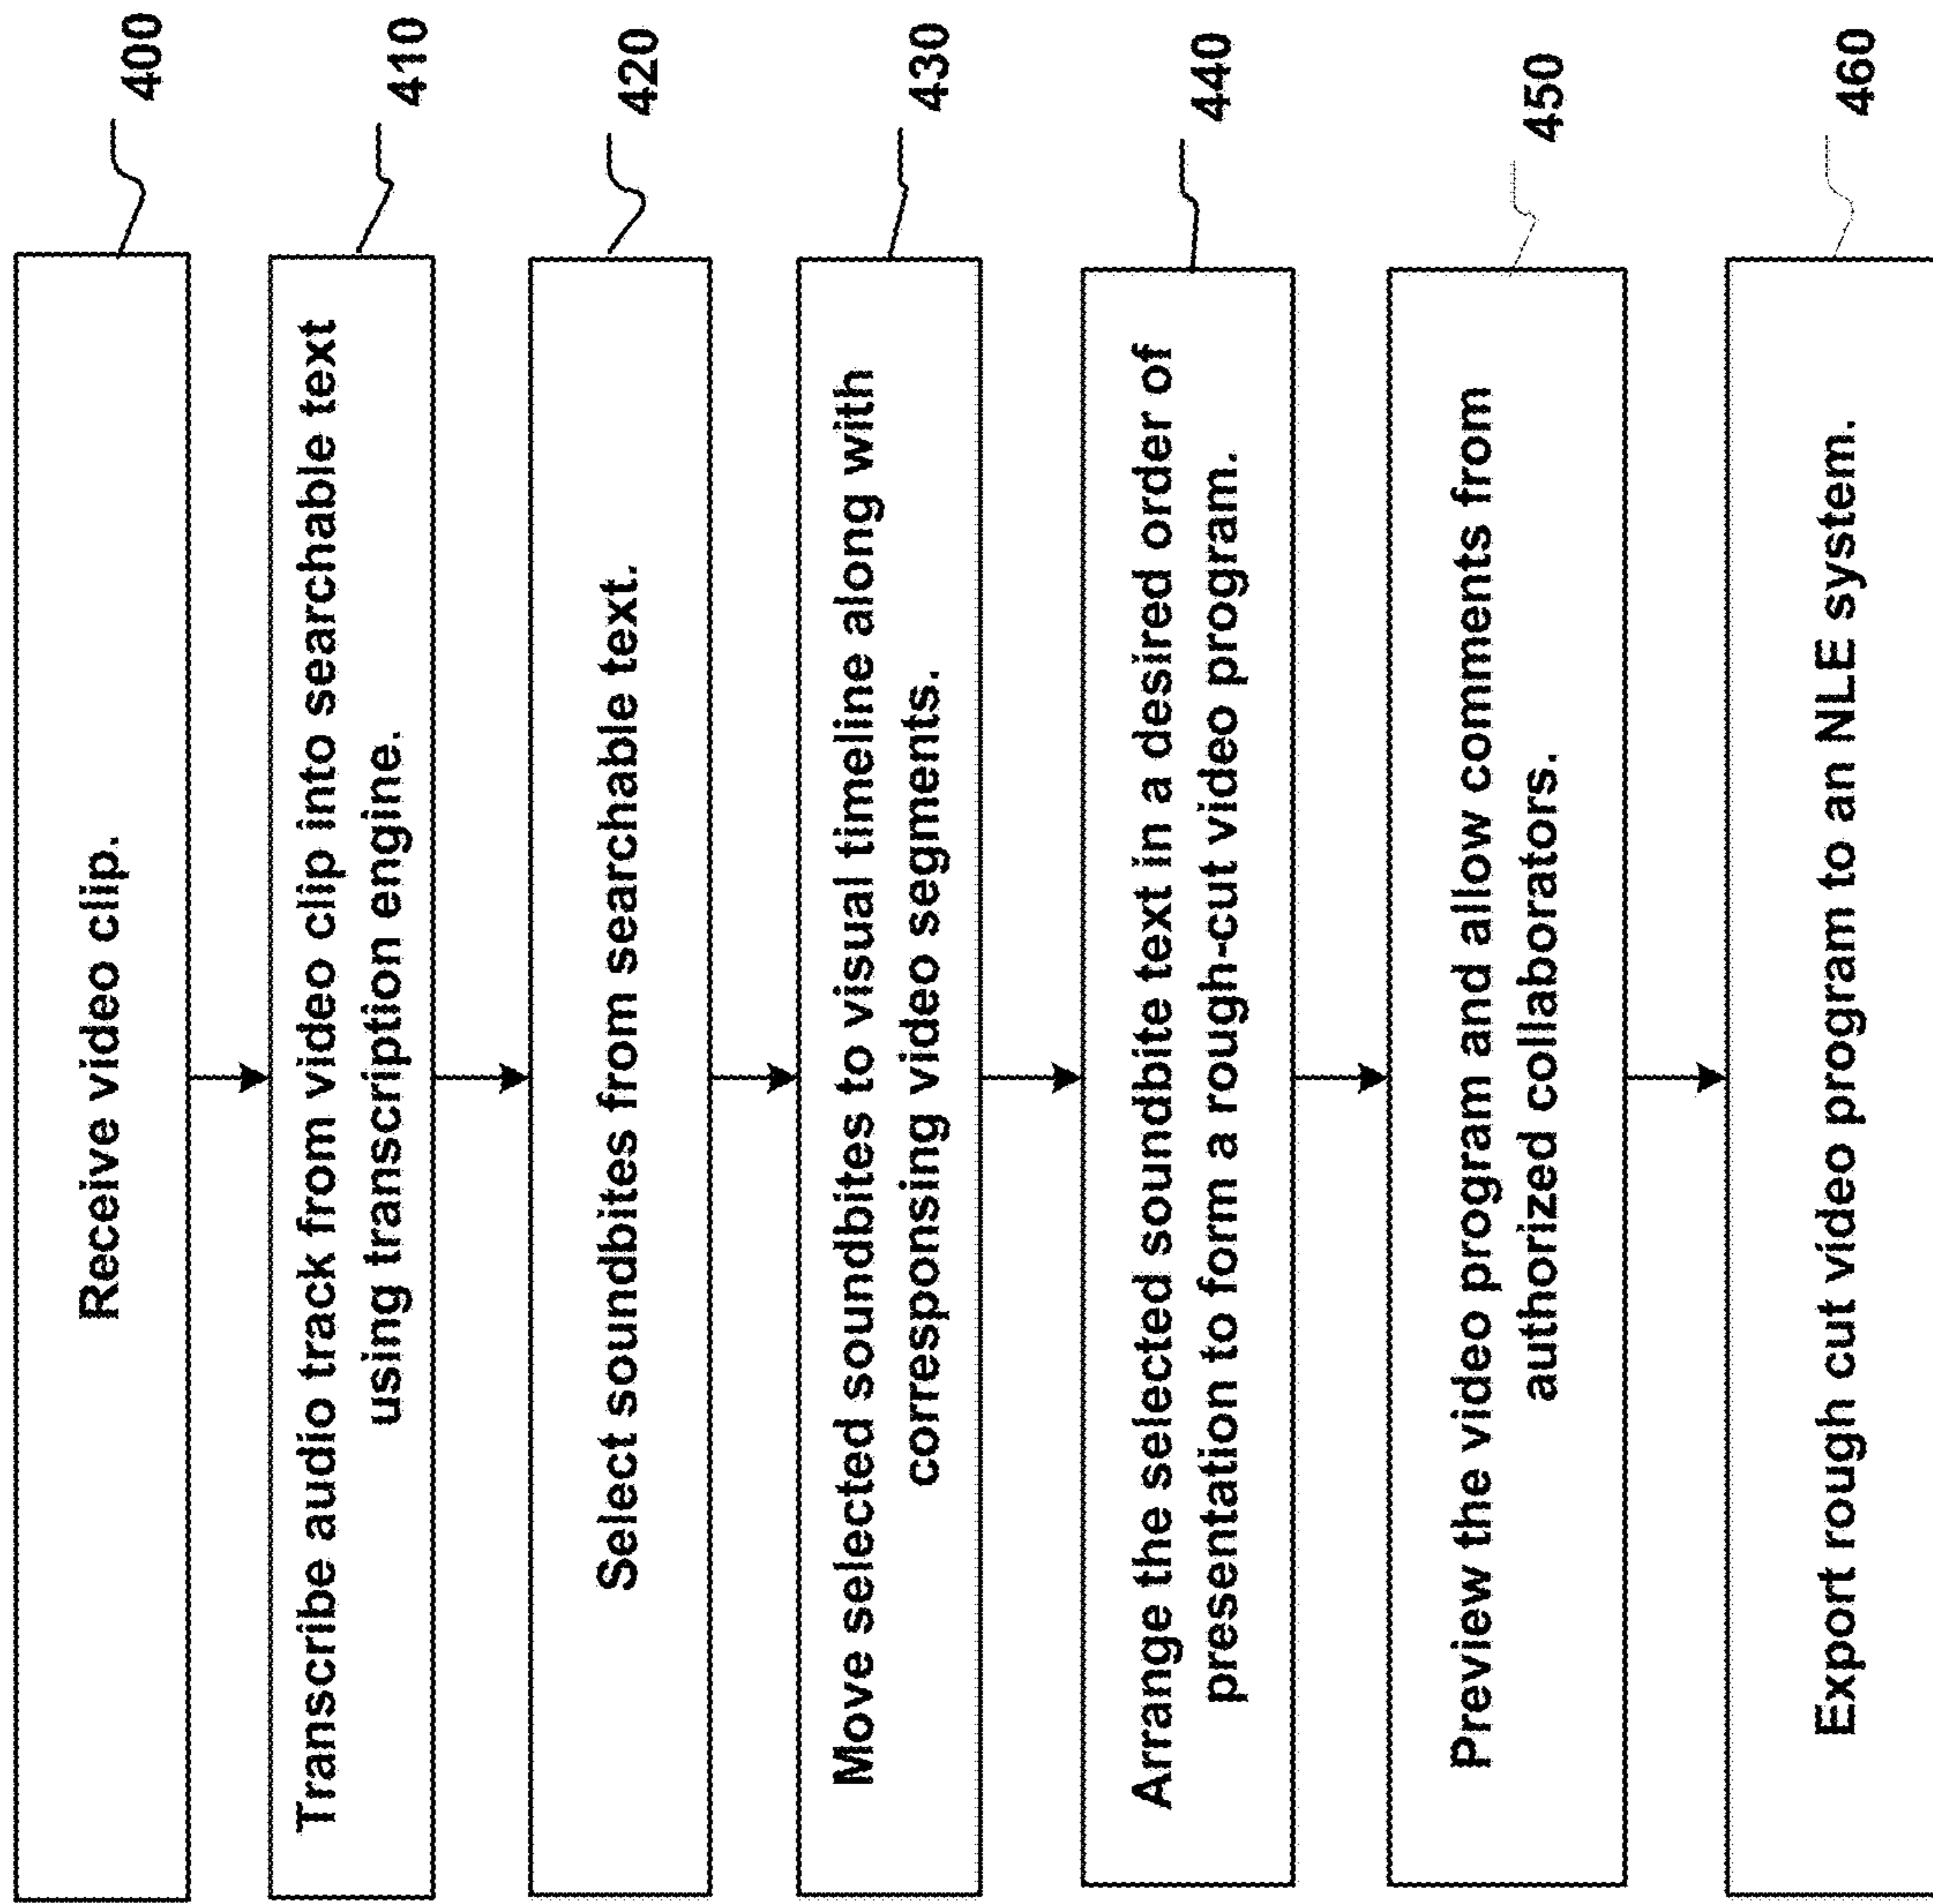 Receive video clip.
400
Transcribe audio track from video clip into searchable text
using transcription engine.
410
Select soundbites from searchable text.
420
Move selected soundbites to visual timeline along with
corresponsing video segments.
430
Arrange the selected soundbite text in a desired order of
presentation to form a rough-cut video program.
440
Preview the video program and allow comments from
authorized collaborators.
450
Export rough cut video program to an NLE system.
460